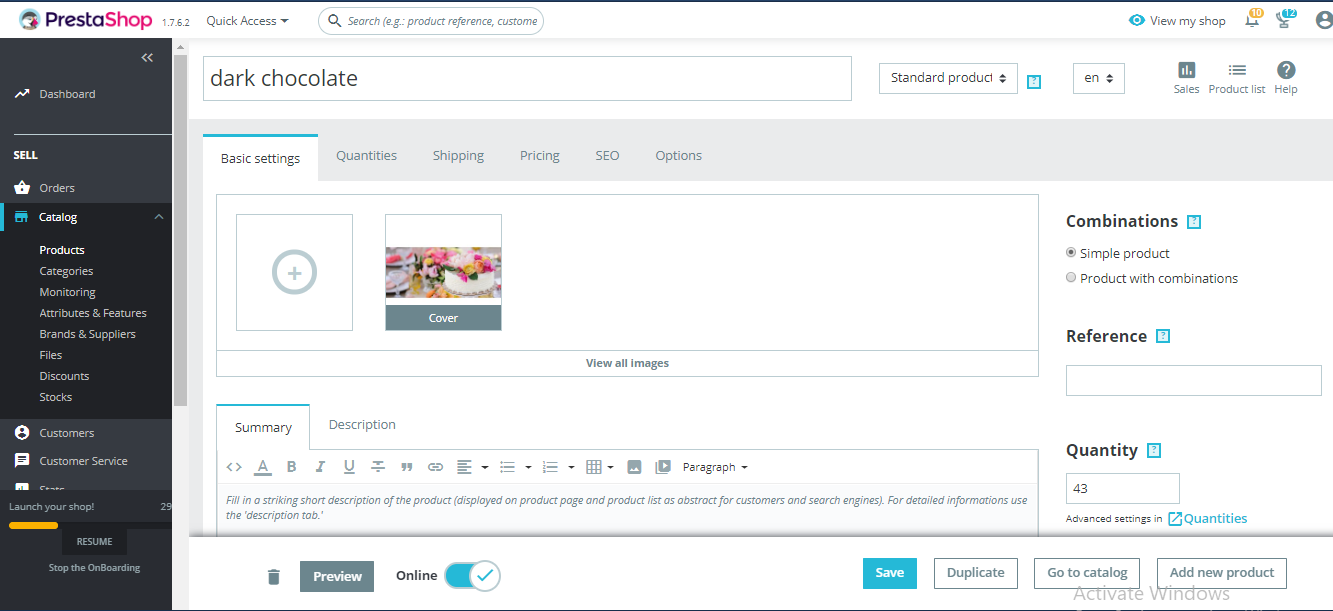 PrestaShop 1.7.6.2 Quick Access Search (e.g.: product reference, custome View my shop 10 12
dark chocolate Standard product ? en Sales Product list Help
Dashboard
SELL
Orders
Catalog
Products
Categories
Monitoring
Attributes & Features
Brands & Suppliers
Files
Discounts
Stocks
Customers
Customer Service
Stats
Launch your shop! 29
RESUME
Stop the OnBoarding
Basic settings Quantities Shipping Pricing SEO Options
Cover
View all images
Summary Description
A B I U T Paragraph
Fill in a striking short description of the product (displayed on product page and product list as abstract for customers and search engines). For detailed informations use
the 'description tab.'
Combinations ?
Simple product
Product with combinations
Reference ?
Quantity ?
43
Advanced settings in Quantities
Preview Online Save Duplicate Go to catalog Add new product
Activate Windows